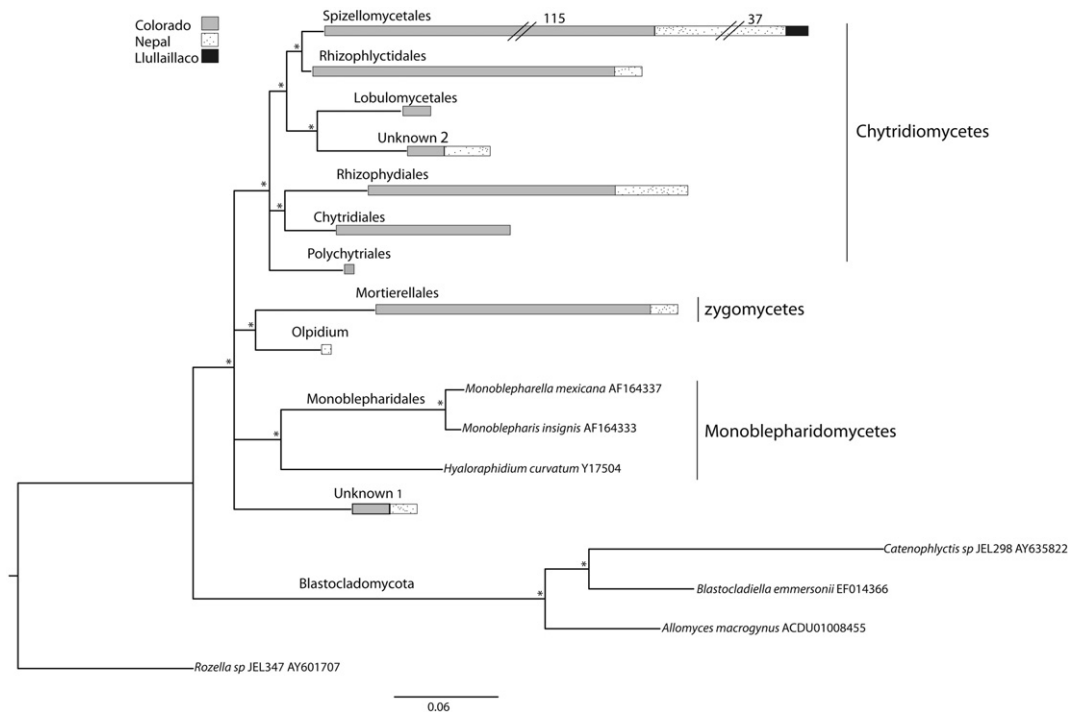 Colorado
Nepal
Llullaillaco
Spizellomycetales
115
37
Rhizophlyctidales
Lobulomycetales
Unknown 2
Rhizophydiales
Chytridiales
Polychytriales
Chytridiomycetes
Mortierellales
zygomycetes
Olpidium
Monoblepharella mexicana AF164337
Monoblepharidales
Monoblepharis insignis AF164333
Monoblepharidomycetes
Hyaloraphidium curvatum Y17504
Unknown 1
Catenophlyctis sp JEL298 AY635822
Blastocladomycota
Blastocladiella emmersonii EF014366
Allomyces macrogynus ACDU01008455
Rozella sp JEL347 AY601707
0.06